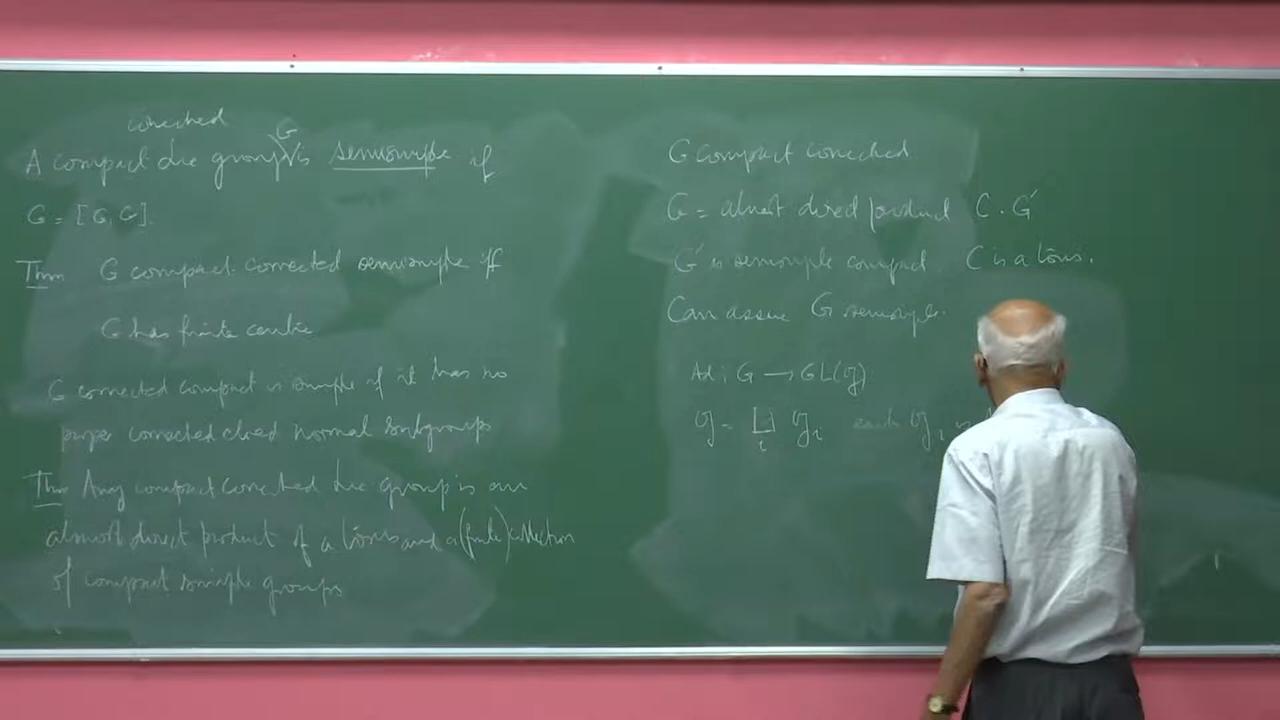 connected
A compact Lie group G is semisimple if
G = [G, G].
Thm G compact connected semisimple iff
G has finite centre
G connected compact is simple if it has no
proper connected closed normal subgroups
Thm Any compact connected Lie group is an
almost direct product of a torus and a (finite) collection
of compact simple groups
G compact connected
G = almost direct product C · G'
G' is semisimple compact C is a torus.
Can assume G semisimple.
Ad : G → GL(𝔤)
𝔤 = ∐ᵢ 𝔤ᵢ each 𝔤ᵢ